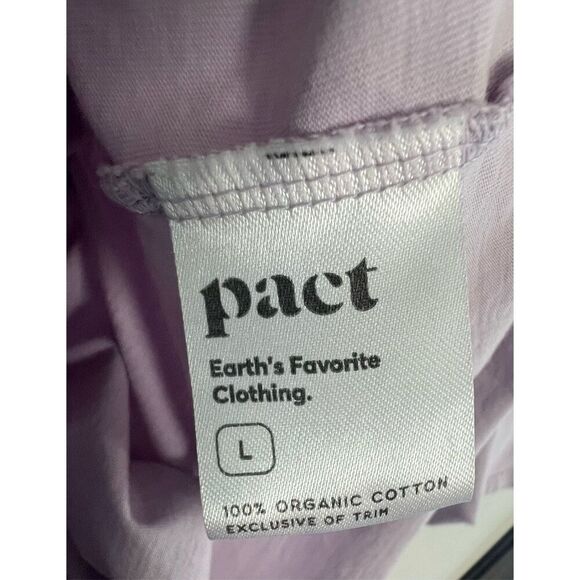 pact
Earth's Favorite
Clothing.
L
100% ORGANIC COTTON
EXCLUSIVE OF TRIM